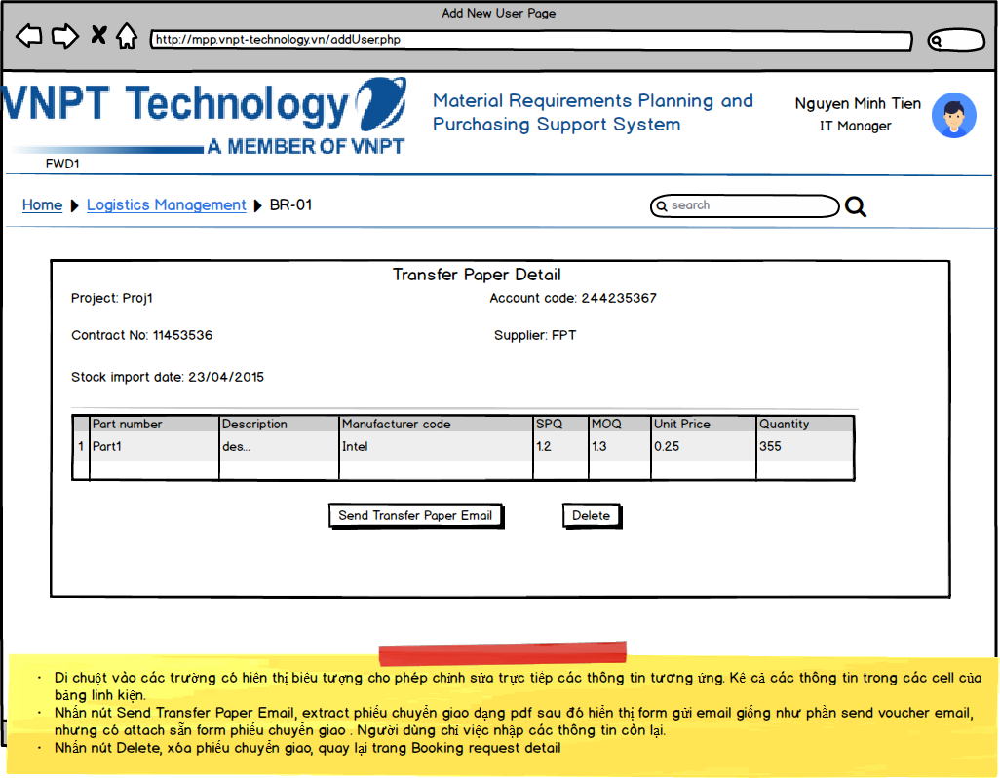 Add New User Page
http://mpp.vnpt-technology.vn/addUser.php
VNPT Technology
A MEMBER OF VNPT
Material Requirements Planning and
Purchasing Support System
Nguyen Minh Tien
IT Manager
FWD1
Home Logistics Management BR-01
search
Transfer Paper Detail
Project: Proj1 Account code: 244235367
Contract No: 11453536 Supplier: FPT
Stock import date: 23/04/2015
Part number Description Manufacturer code SPQ MOQ Unit Price Quantity
1 Part1 des... Intel 1.2 1.3 0.25 355
Send Transfer Paper Email Delete
· Di chuột vào các trường có hiển thị biểu tượng cho phép chỉnh sửa trực tiếp các thông tin tương ứng. Kể cả các thông tin trong các cell của
bảng linh kiện.
· Nhấn nút Send Transfer Paper Email, extract phiếu chuyển giao dạng pdf sau đó hiển thị form gửi email giống như phần send voucher email,
nhưng có attach sẵn form phiếu chuyển giao . Người dùng chỉ việc nhập các thông tin còn lại.
· Nhấn nút Delete, xóa phiếu chuyển giao, quay lại trang Booking request detail